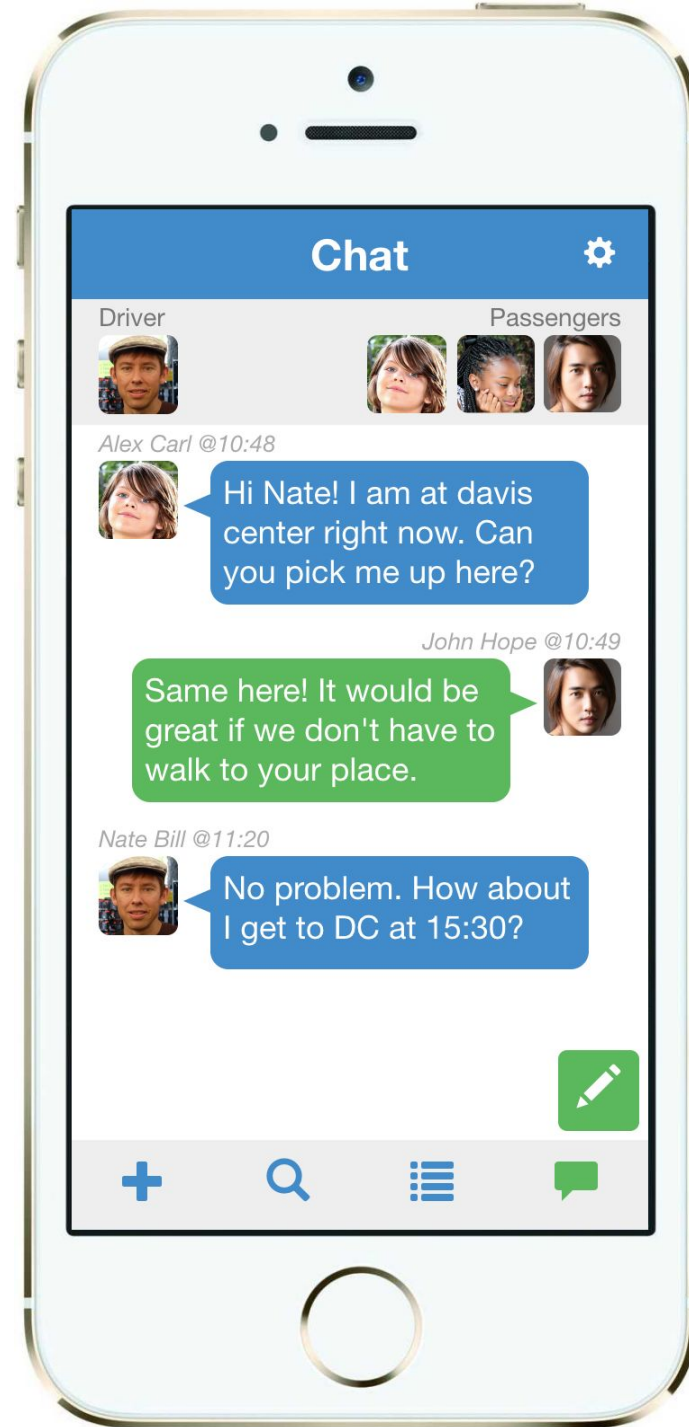 Chat
Driver
Passengers
Alex Carl @10:48
Hi Nate! I am at davis
center right now. Can
you pick me up here?
John Hope @10:49
Same here! It would be
great if we don't have to
walk to your place.
Nate Bill @11:20
No problem. How about
I get to DC at 15:30?